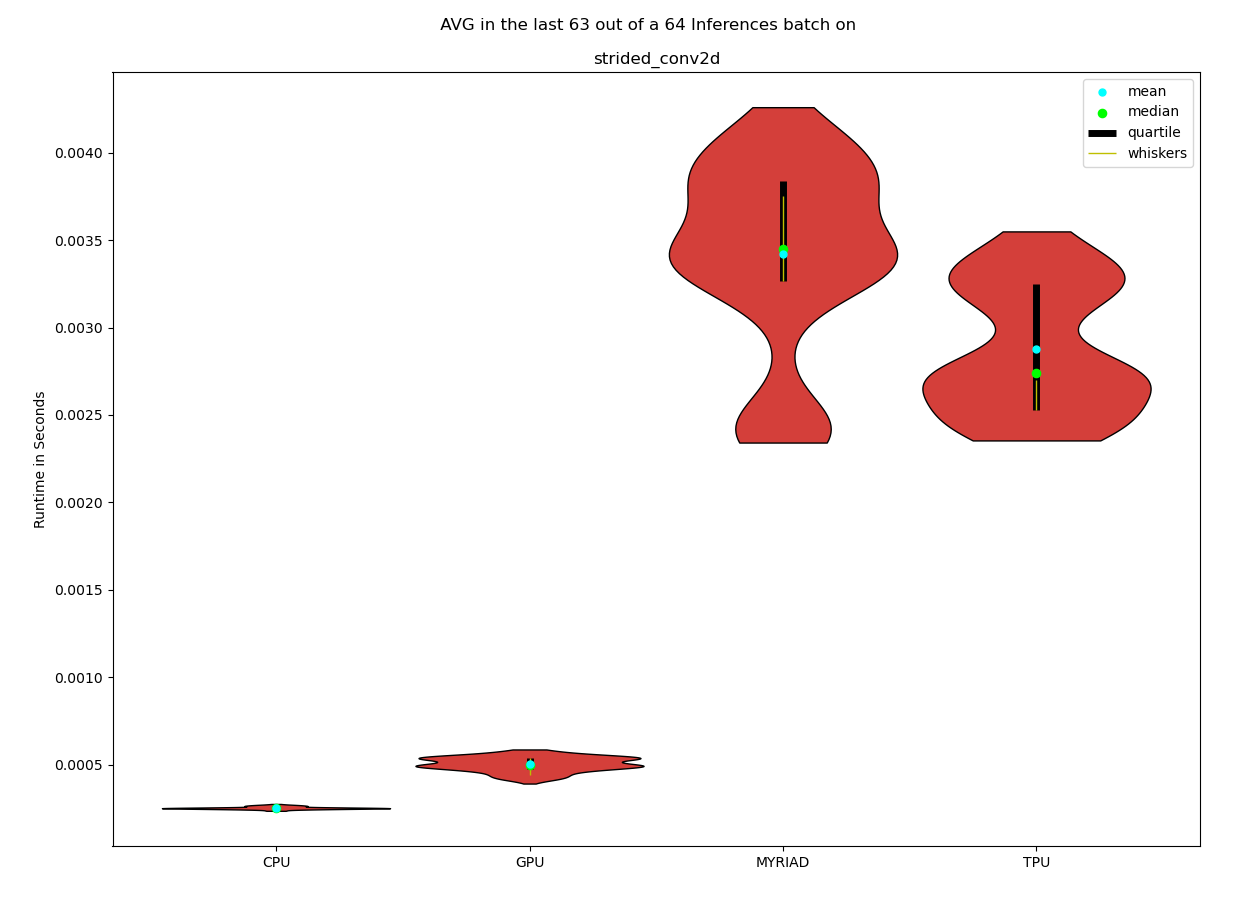 AVG in the last 63 out of a 64 Inferences batch on
strided_conv2d
mean
median
quartile
whiskers
0.0040
0.0035
0.0030
0.0025
0.0020
0.0015
0.0010
0.0005
Runtime in Seconds
CPU GPU MYRIAD TPU